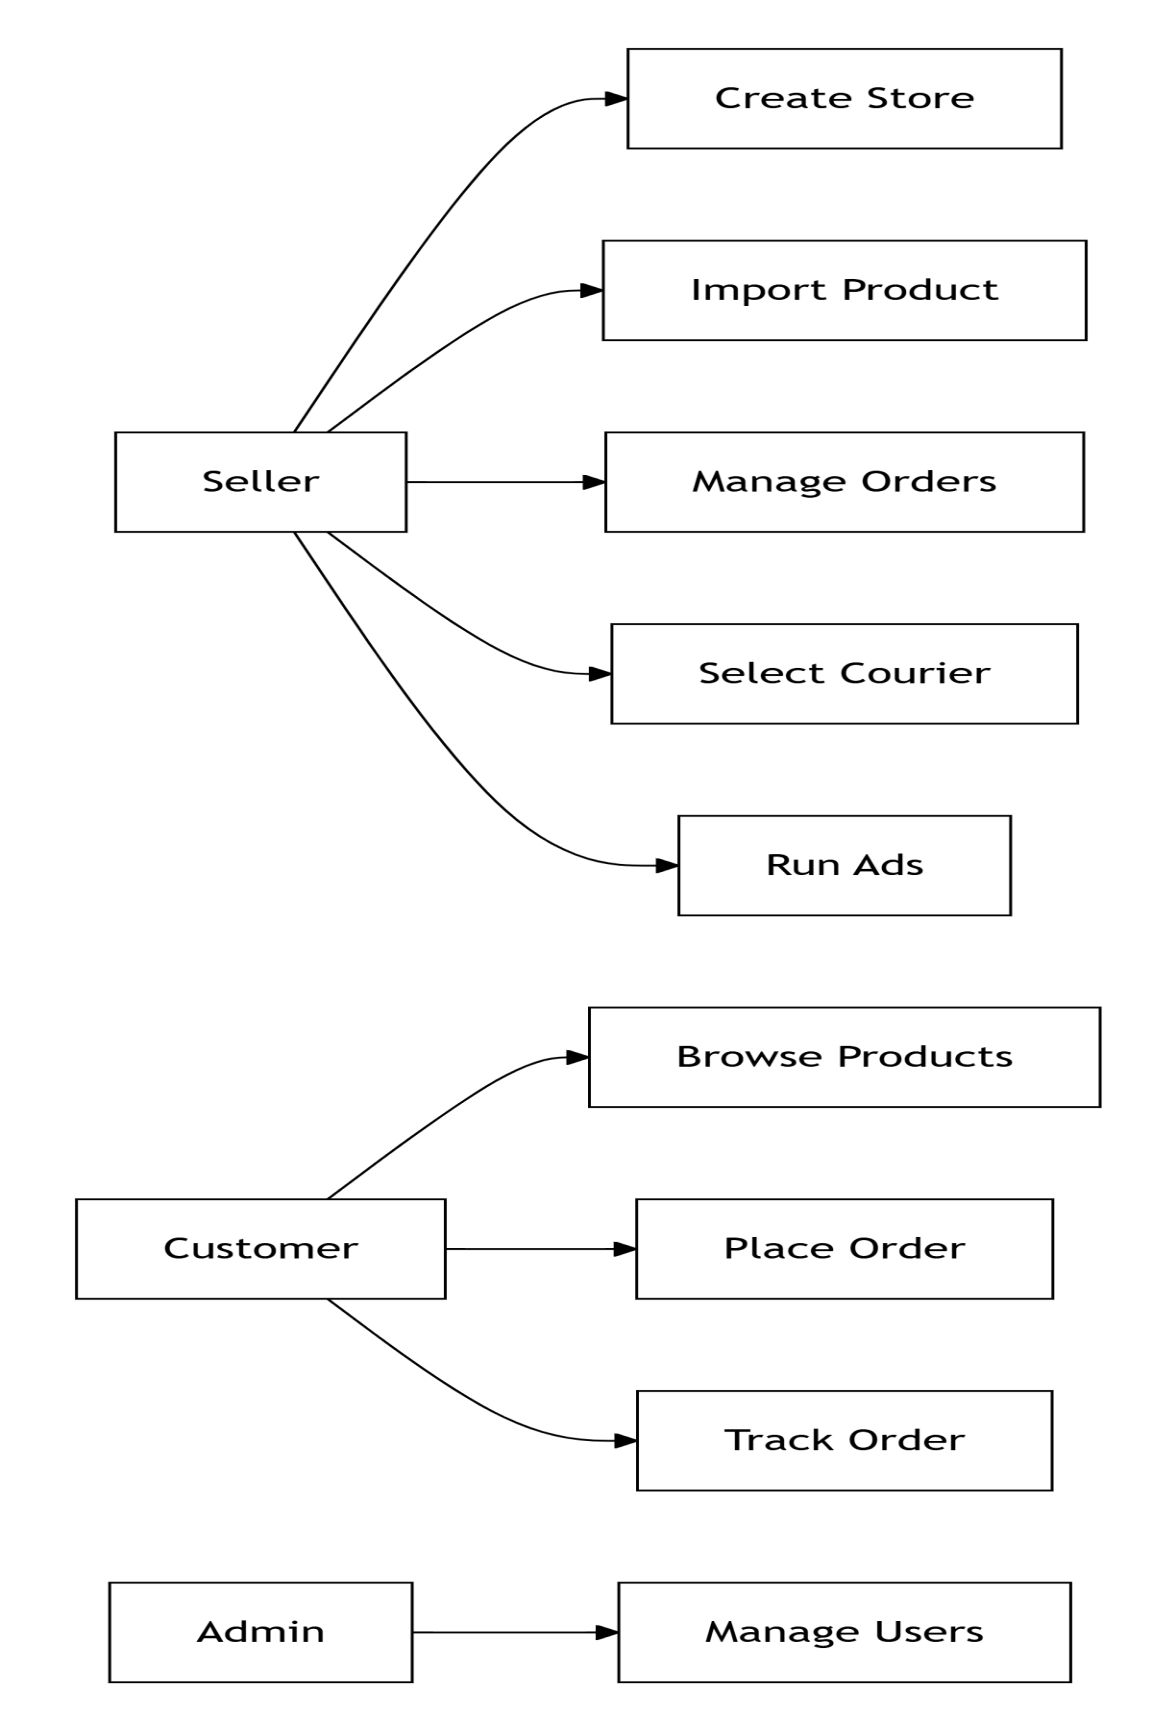 Create Store
Import Product
Seller
Manage Orders
Select Courier
Run Ads
Browse Products
Customer
Place Order
Track Order
Admin
Manage Users